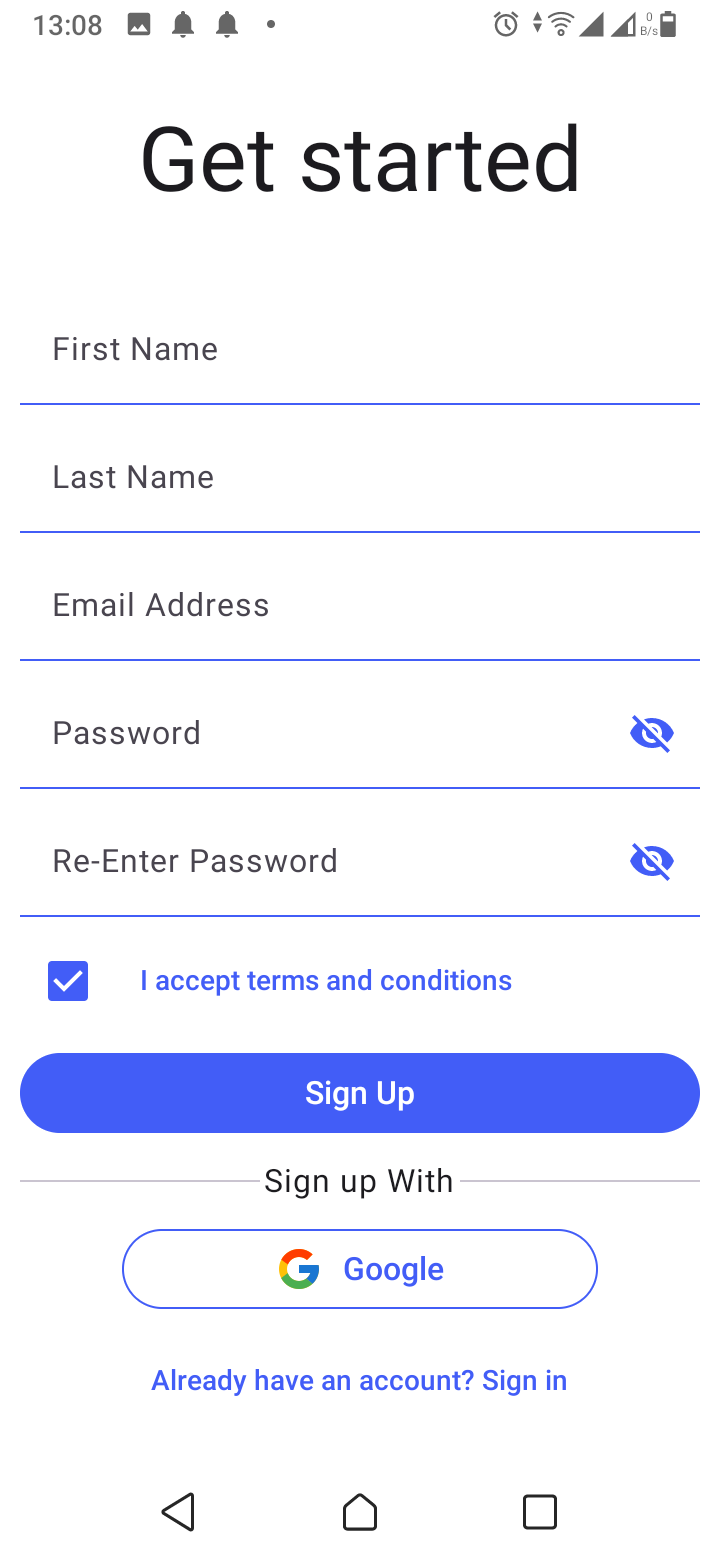 13:08
0
B/s
Get started
First Name
Last Name
Email Address
Password
Re-Enter Password
I accept terms and conditions
Sign Up
Sign up With
Google
Already have an account? Sign in